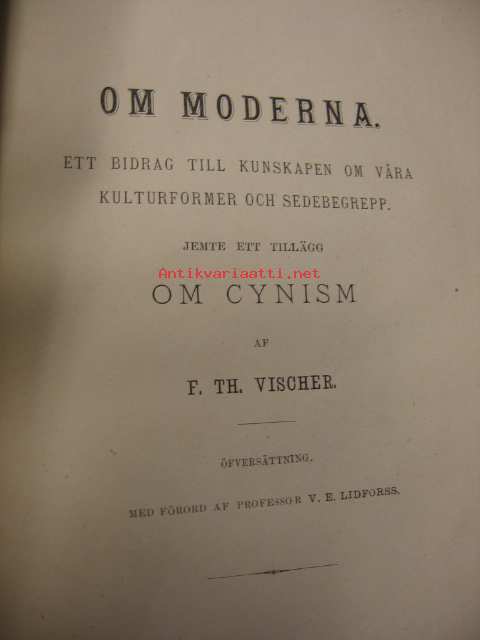 OM MODERNA.
ETT BIDRAG TILL KUNSKAPEN OM VÅRA
KULTURFORMER OCH SEDEBEGREPP.
JEMTE ETT TILLÄGG
Antikvariaatti.net
OM CYNISM
AF
F. TH. VISCHER.
ÖFVERSÄTTNING.
MED FÖRORD AF PROFESSOR V. E. LIDFORSS.